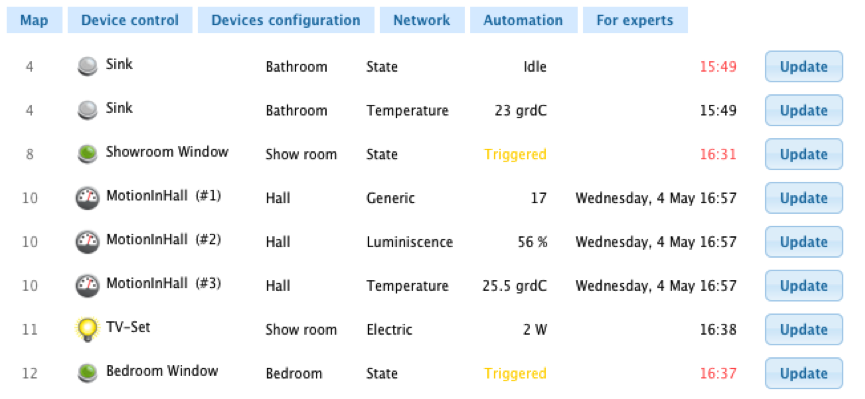 Map Device control Devices configuration Network Automation For experts
4 Sink Bathroom State Idle 15:49 Update
4 Sink Bathroom Temperature 23 grdC 15:49 Update
8 Showroom Window Show room State Triggered 16:31 Update
10 MotionInHall (#1) Hall Generic 17 Wednesday, 4 May 16:57 Update
10 MotionInHall (#2) Hall Luminiscence 56 % Wednesday, 4 May 16:57 Update
10 MotionInHall (#3) Hall Temperature 25.5 grdC Wednesday, 4 May 16:57 Update
11 TV-Set Show room Electric 2 W 16:38 Update
12 Bedroom Window Bedroom State Triggered 16:37 Update